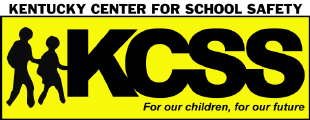 KENTUCKY CENTER FOR SCHOOL SAFETY
KCSS
For our children, for our future